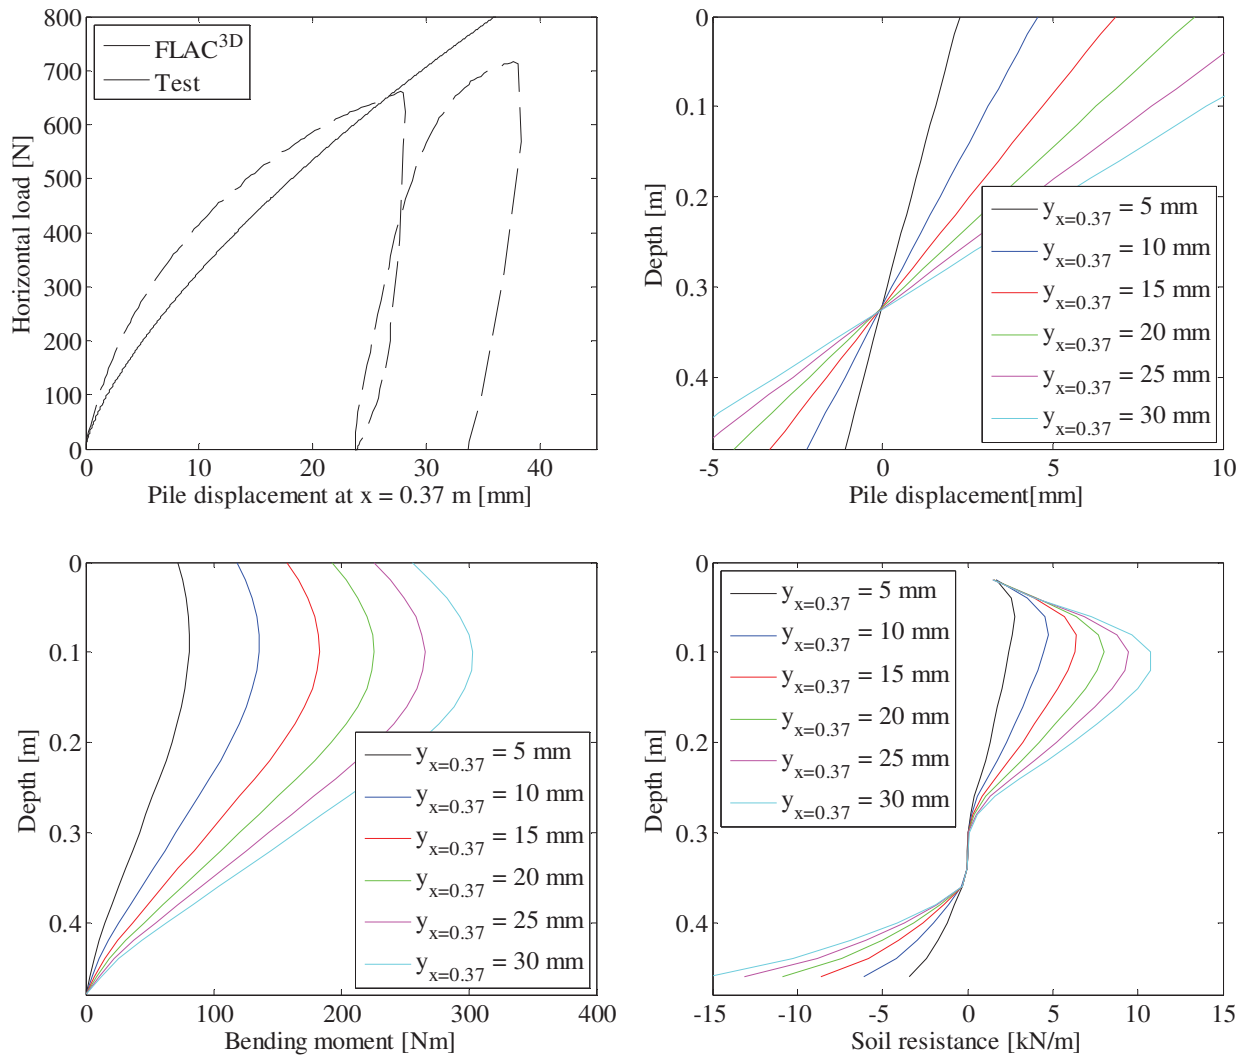 800
700
600
500
400
300
200
100
0
Horizontal load [N]
FLAC3D
Test
0 10 20 30 40
Pile displacement at x = 0.37 m [mm]
0
0.1
0.2
0.3
0.4
Depth [m]
yx=0.37 = 5 mm
yx=0.37 = 10 mm
yx=0.37 = 15 mm
yx=0.37 = 20 mm
yx=0.37 = 25 mm
yx=0.37 = 30 mm
-5 0 5 10
Pile displacement[mm]
0
0.1
0.2
0.3
0.4
Depth [m]
yx=0.37 = 5 mm
yx=0.37 = 10 mm
yx=0.37 = 15 mm
yx=0.37 = 20 mm
yx=0.37 = 25 mm
yx=0.37 = 30 mm
0 100 200 300 400
Bending moment [Nm]
0
0.1
0.2
0.3
0.4
Depth [m]
yx=0.37 = 5 mm
yx=0.37 = 10 mm
yx=0.37 = 15 mm
yx=0.37 = 20 mm
yx=0.37 = 25 mm
yx=0.37 = 30 mm
-15 -10 -5 0 5 10 15
Soil resistance [kN/m]